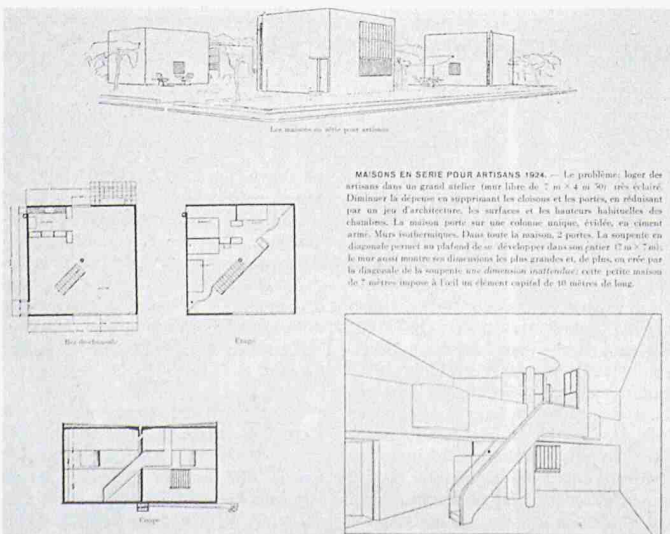 Les maisons en série pour artisans
MAISONS EN SERIE POUR ARTISANS 1924. — Le problème: loger des
artisans dans un grand atelier (mur libre de 7 m × 4 m 50) très éclairé.
Diminuer la dépense en supprimant les cloisons et les portes, en réduisant
par un jeu d'architecture, les surfaces et les hauteurs habituelles des
chambres. La maison porte sur une colonne unique, évidée, en ciment
armé. Murs isothermiques. Dans toute la maison, 2 portes. La soupente en
diagonale permet au plafond de se développer dans son entier (7 m × 7 m);
le mur aussi montre ses dimensions les plus grandes et, de plus, on crée par
la diagonale de la soupente une dimension inattendue: cette petite maison
de 7 mètres impose à l'œil un élément capital de 10 mètres de long.
Rez-de-chaussée
Etage
Coupe